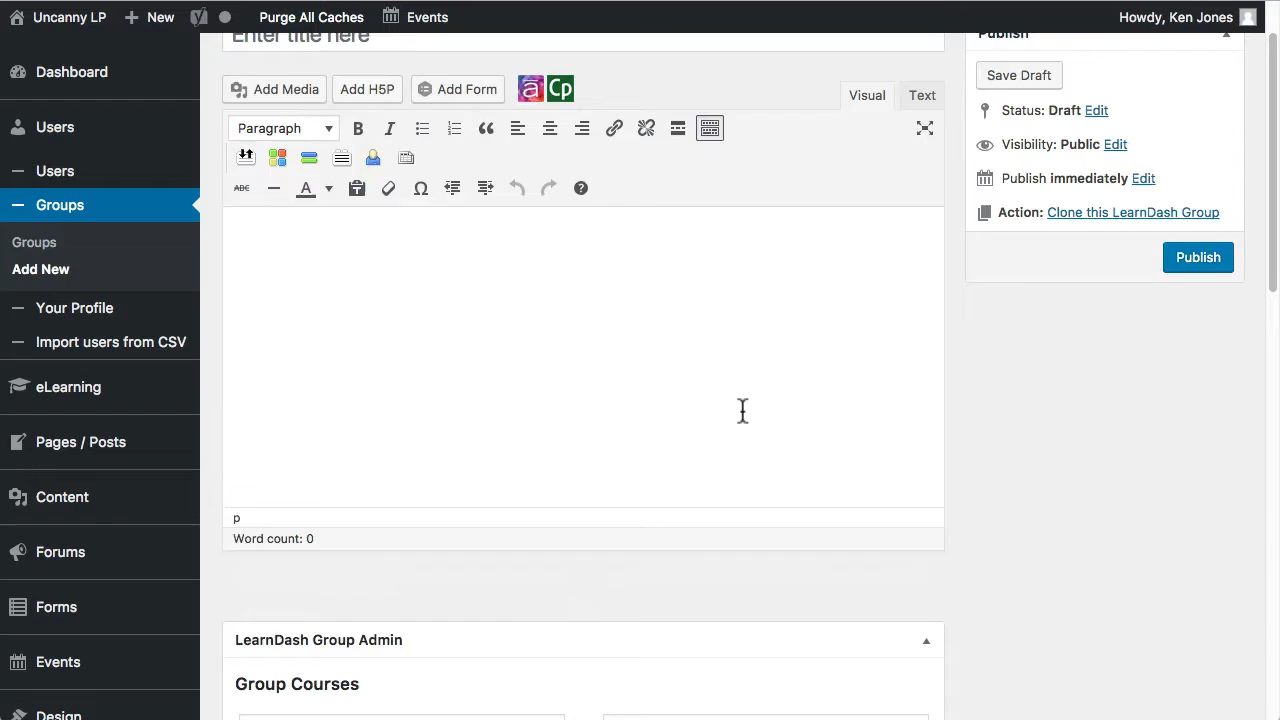 Uncanny LP
New
Purge All Caches
Events
Howdy, Ken Jones
Dashboard
Users
Users
Groups
Groups
Add New
Your Profile
Import users from CSV
eLearning
Pages / Posts
Content
Forums
Forms
Events
Design
Enter title here
Add Media
Add H5P
Add Form
a
Cp
Visual
Text
Paragraph
B
I
ABC
A
Ω
?
p
Word count: 0
LearnDash Group Admin
Group Courses
Publish
Save Draft
Status: Draft Edit
Visibility: Public Edit
Publish immediately Edit
Action: Clone this LearnDash Group
Publish